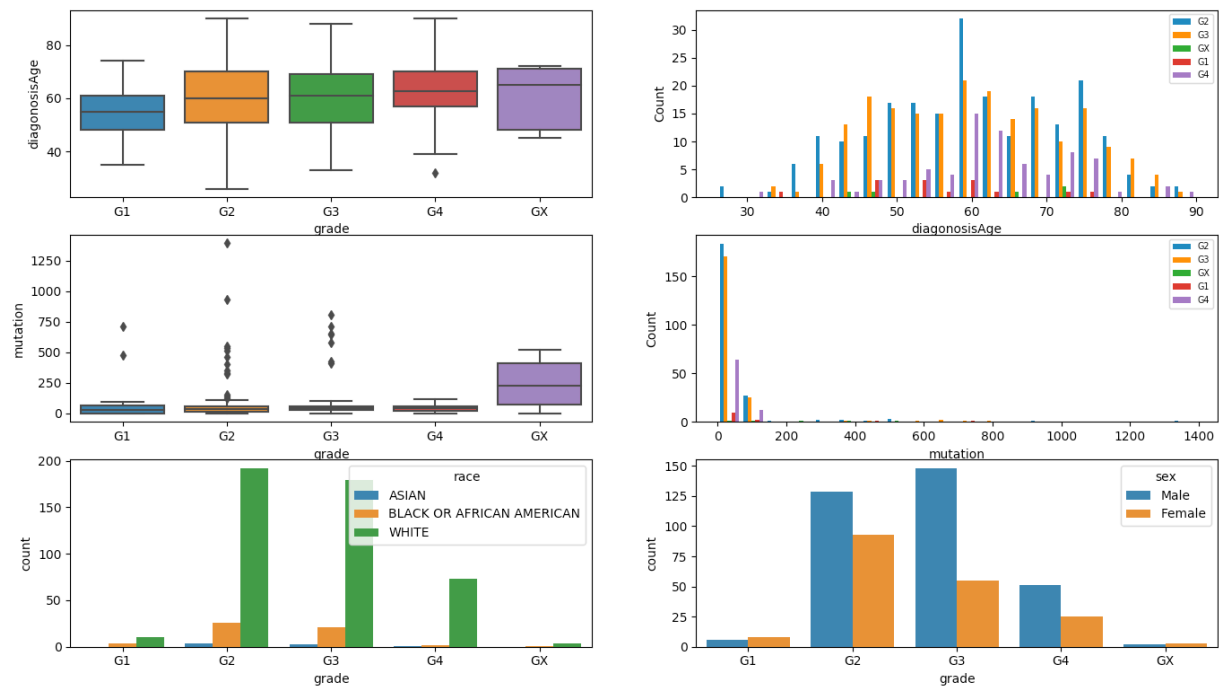 diagonosisAge
80
60
40
G1 G2 G3 G4 GX
grade
Count
30
25
20
15
10
5
0
30 40 50 60 70 80 90
diagonosisAge
G2
G3
GX
G1
G4
mutation
1250
1000
750
500
250
0
G1 G2 G3 G4 GX
grade
Count
150
100
50
0
0 200 400 600 800 1000 1200 1400
mutation
G2
G3
GX
G1
G4
count
200
150
100
50
0
G1 G2 G3 G4 GX
grade
race
ASIAN
BLACK OR AFRICAN AMERICAN
WHITE
count
150
125
100
75
50
25
0
G1 G2 G3 G4 GX
grade
sex
Male
Female